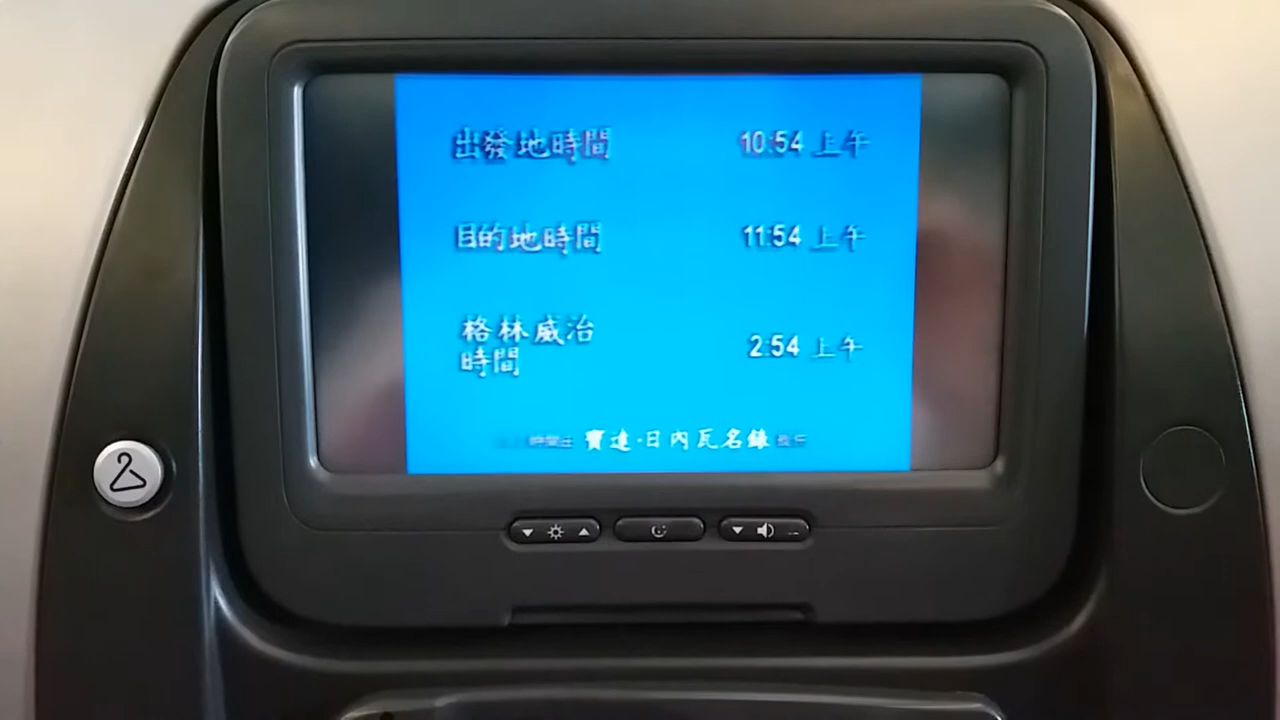 出發地時間 10:54 上午
目的地時間 11:54 上午
格林威治
時間 2:54 上午
寶達·日內瓦名錶